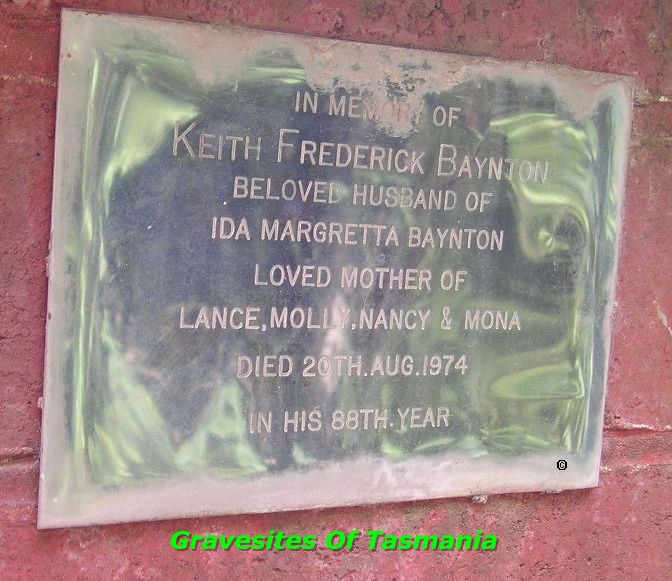 IN MEMORY OF
KEITH FREDERICK BAYNTON
BELOVED HUSBAND OF
IDA MARGRETTA BAYNTON
LOVED MOTHER OF
LANCE, MOLLY, NANCY & MONA
DIED 20TH. AUG. 1974
IN HIS 88TH. YEAR
©
Gravesites Of Tasmania